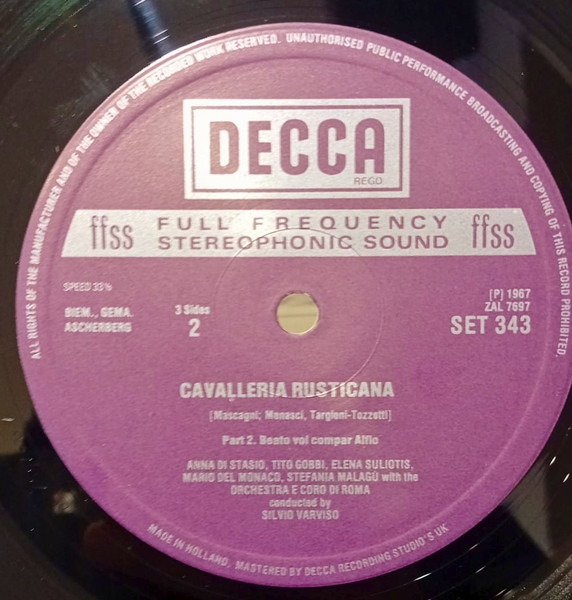 ALL RIGHTS OF THE MANUFACTURER AND OF THE OWNER OF THE RECORDED WORK RESERVED. UNAUTHORISED PUBLIC PERFORMANCE BROADCASTING AND COPYING OF THIS RECORD PROHIBITED.
DECCA
REGD.
ffss FULL FREQUENCY STEREOPHONIC SOUND ffss
SPEED 33⅓
BIEM., GEMA.
ASCHERBERG
3 Sides
2
(P) 1967
ZAL 7697
SET 343
CAVALLERIA RUSTICANA
[Mascagni; Menasci, Targioni-Tozzetti]
Part 2. Beato voi compar Alfio
ANNA DI STASIO, TITO GOBBI, ELENA SULIOTIS,
MARIO DEL MONACO, STEFANIA MALAGÚ with the
ORCHESTRA E CORO DI ROMA
conducted by
SILVIO VARVISO
MADE IN HOLLAND, MASTERED BY DECCA RECORDING STUDIO'S UK